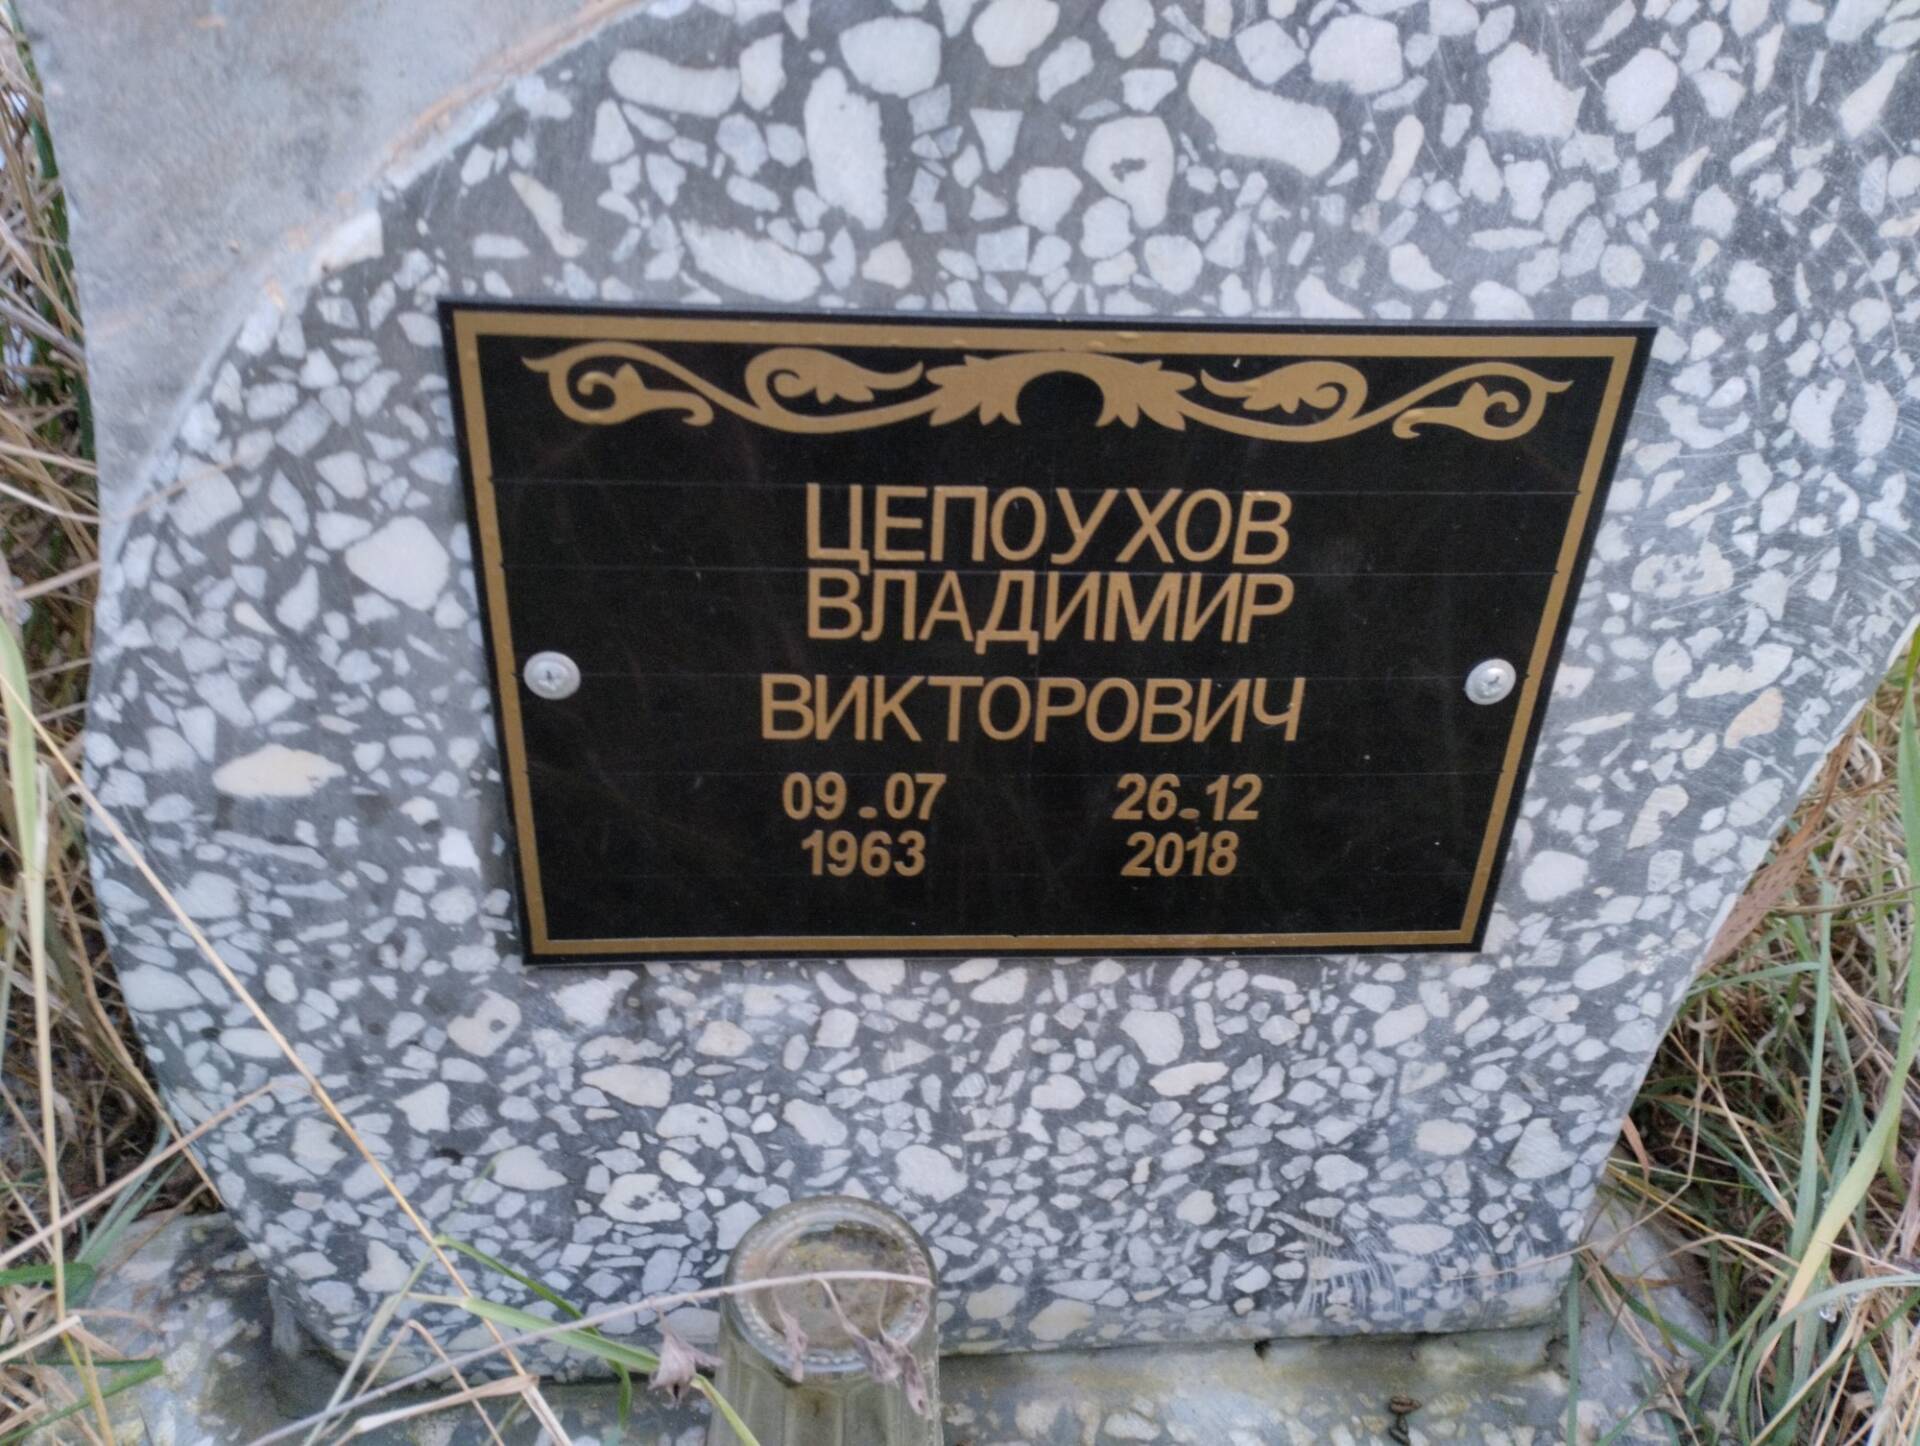 ЦЕПОУХОВ
ВЛАДИМИР
ВИКТОРОВИЧ
09.07 26.12
1963 2018